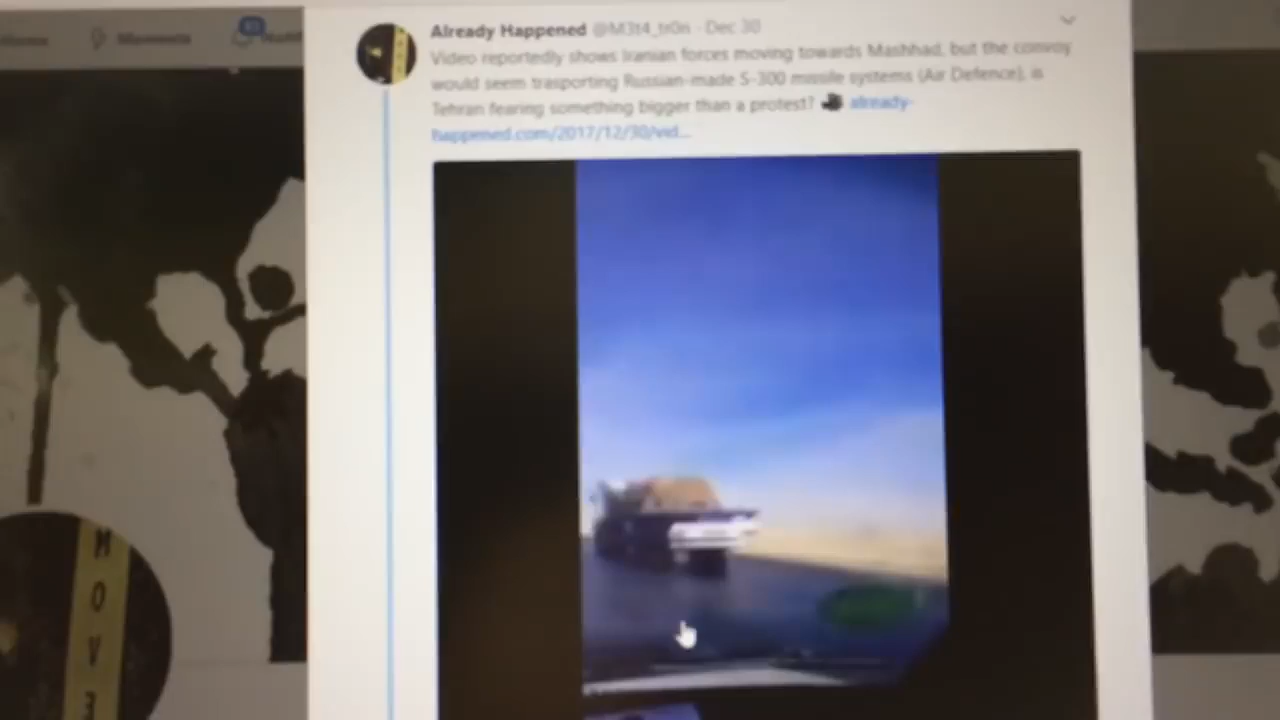 Moments
Already Happened @M3t4_tr0n · Dec 30
Video reportedly shows Iranian forces moving towards Mashhad, but the convoy
would seem trasporting Russian-made S-300 missile systems (Air Defence), is
Tehran fearing something bigger than a protest? already-
happened.com/2017/12/30/vid...
M
O
V
E